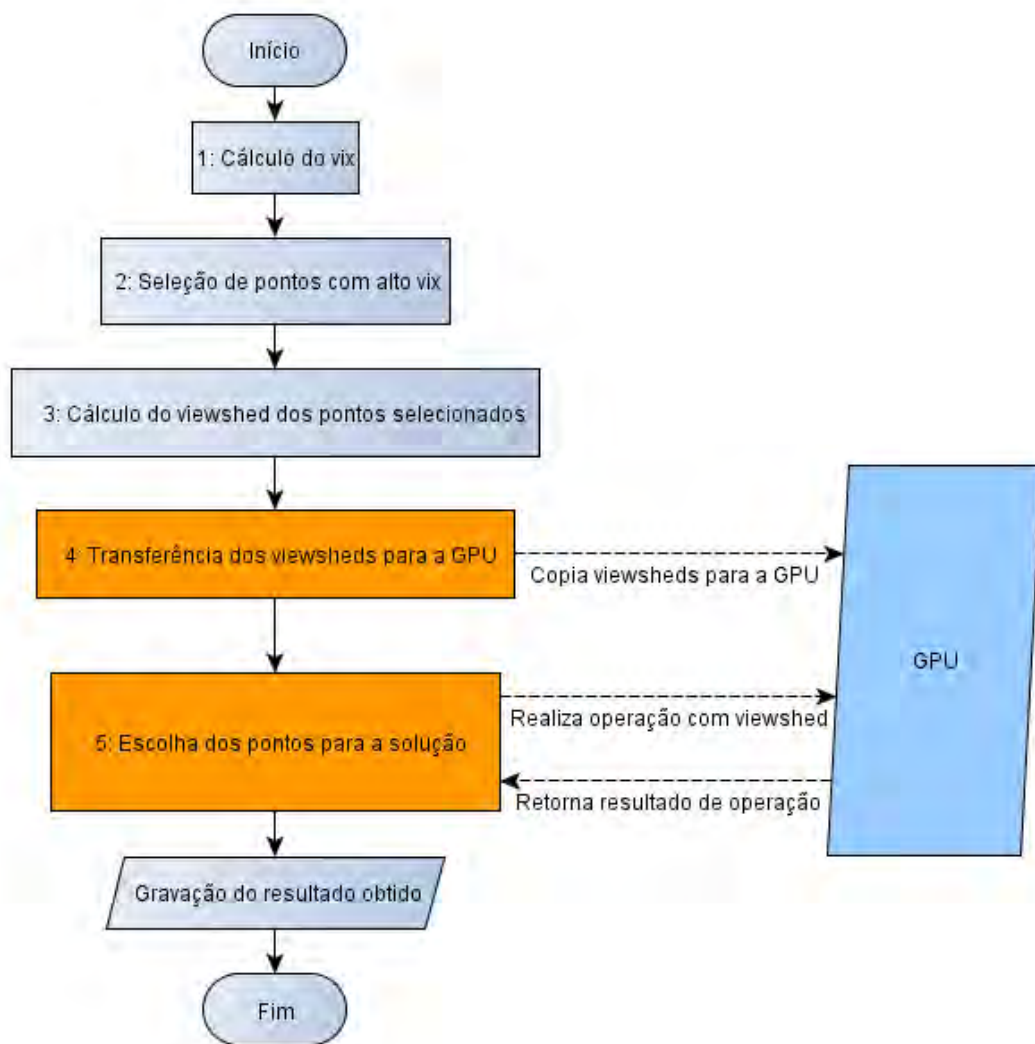 Início
1: Cálculo do vix
2: Seleção de pontos com alto vix
3: Cálculo do viewshed dos pontos selecionados
4: Transferência dos viewsheds para a GPU
Copia viewsheds para a GPU
GPU
Realiza operação com viewshed
5: Escolha dos pontos para a solução
Retorna resultado de operação
Gravação do resultado obtido
Fim